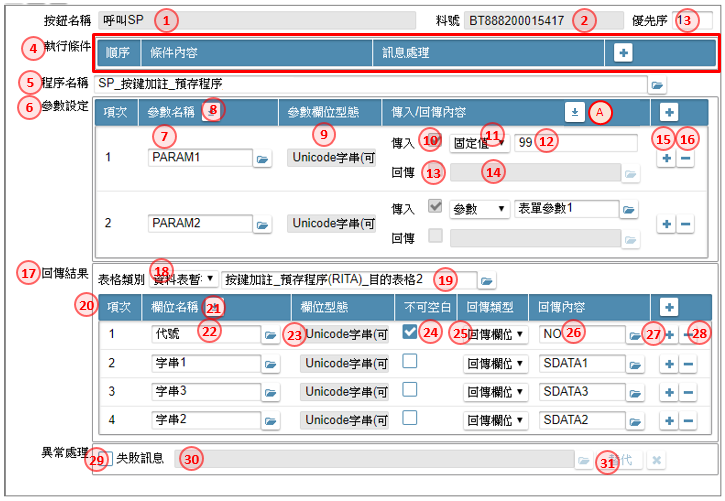 按鈕名稱 呼叫SP 1 料號 BT888200015417 2 優先序 1 3
4 執行條件 順序 條件內容 訊息處理
5 程序名稱 SP_按鍵加註_預存程序
6 參數設定 項次 參數名稱 8 參數欄位型態 傳入/回傳內容 A
7 9 10 11 12 15 16
1 PARAM1 Unicode字串(可 傳入 固定值 99
回傳 13 14
2 PARAM2 Unicode字串(可 傳入 參數 表單參數1
回傳
17 回傳結果 表格類別 18 資料表暫 按鍵加註_預存程序(RITA)_目的表格2 19
20 項次 欄位名稱 21 欄位型態 不可空白 回傳類型 回傳內容
1 代號 22 23 Unicode字串(可 24 25 回傳欄位 NO 26 27 28
2 字串1 Unicode字串(可 回傳欄位 SDATA1
3 字串3 Unicode字串(可 回傳欄位 SDATA3
4 字串2 Unicode字串(可 回傳欄位 SDATA2
異常處理 29 失敗訊息 30 31 代